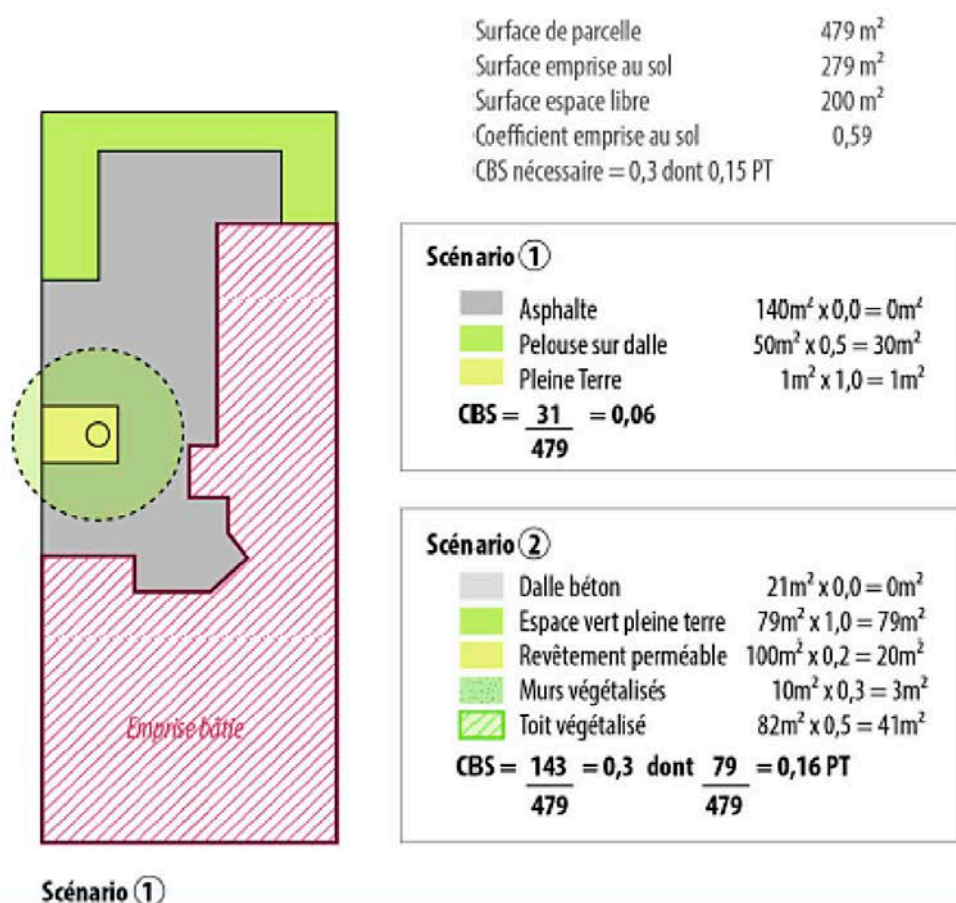 Surface de parcelle 479 m²
Surface emprise au sol 279 m²
Surface espace libre 200 m²
Coefficient emprise au sol 0,59
CBS nécessaire = 0,3 dont 0,15 PT
Scénario ①
Asphalte 140m² x 0,0 = 0m²
Pelouse sur dalle 50m² x 0,5 = 30m²
Pleine Terre 1m² x 1,0 = 1m²
CBS = 31 = 0,06
479
Scénario ②
Dalle béton 21m² x 0,0 = 0m²
Espace vert pleine terre 79m² x 1,0 = 79m²
Revêtement perméable 100m² x 0,2 = 20m²
Murs végétalisés 10m² x 0,3 = 3m²
Toit végétalisé 82m² x 0,5 = 41m²
CBS = 143 = 0,3 dont 79 = 0,16 PT
479 479
Emprise bâtie
Scénario ①